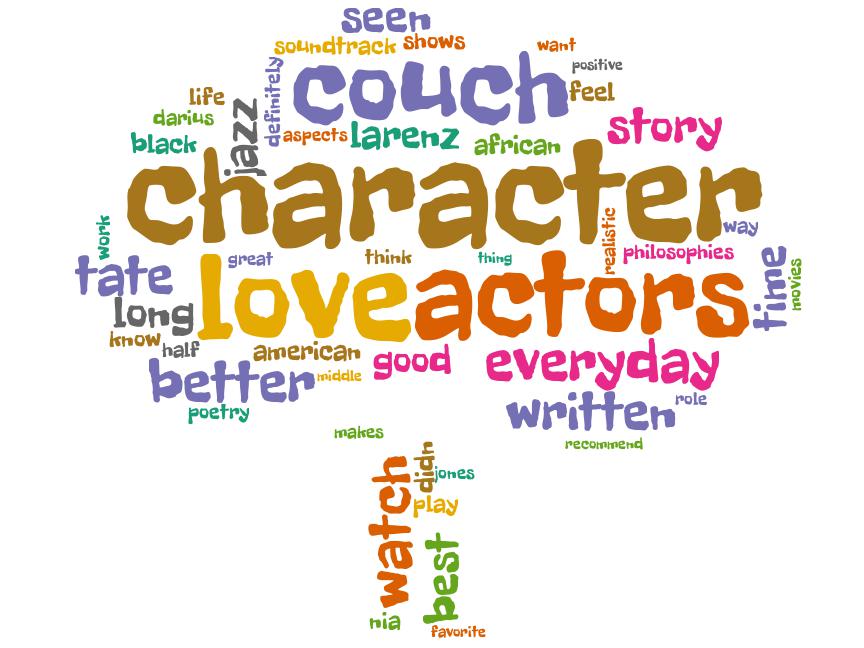 seen
soundtrack shows want
definitely couch positive
life feel
darius jazz
aspects larenz african story
black
character
work realistic way
great think thing philosophies
tate love actors time movies
long
know half american good everyday
better middle
poetry written role
makes recommend
didn jones
watch play
best
nia favorite